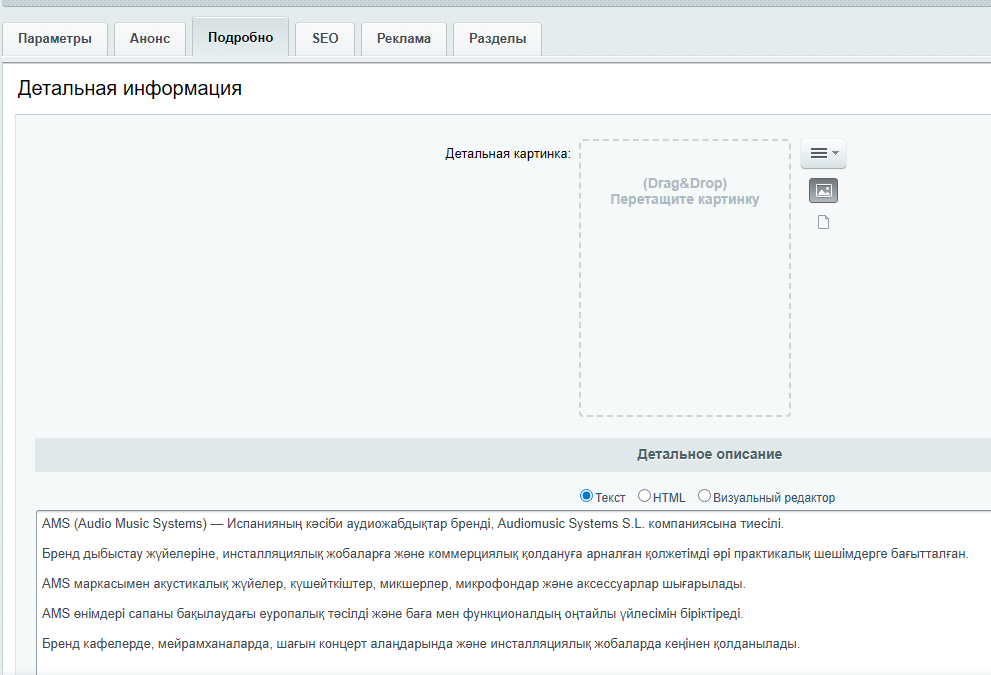 Параметры Анонс Подробно SEO Реклама Разделы
Детальная информация
Детальная картинка:
(Drag&Drop)
Перетащите картинку
Детальное описание
Текст HTML Визуальный редактор
AMS (Audio Music Systems) — Испанияның кәсіби аудиожабдықтар бренді, Audiomusic Systems S.L. компаниясына тиесілі.
Бренд дыбыстау жүйелеріне, инсталляциялық жобаларға және коммерциялық қолдануға арналған қолжетімді әрі практикалық шешімдерге бағытталған.
AMS маркасымен акустикалық жүйелер, күшейткіштер, микшерлер, микрофондар және аксессуарлар шығарылады.
AMS өнімдері сапаны бақылаудағы еуропалық тәсілді және баға мен функционалдың оңтайлы үйлесімін біріктіреді.
Бренд кафелерде, мейрамханаларда, шағын концерт алаңдарында және инсталляциялық жобаларда кеңінен қолданылады.